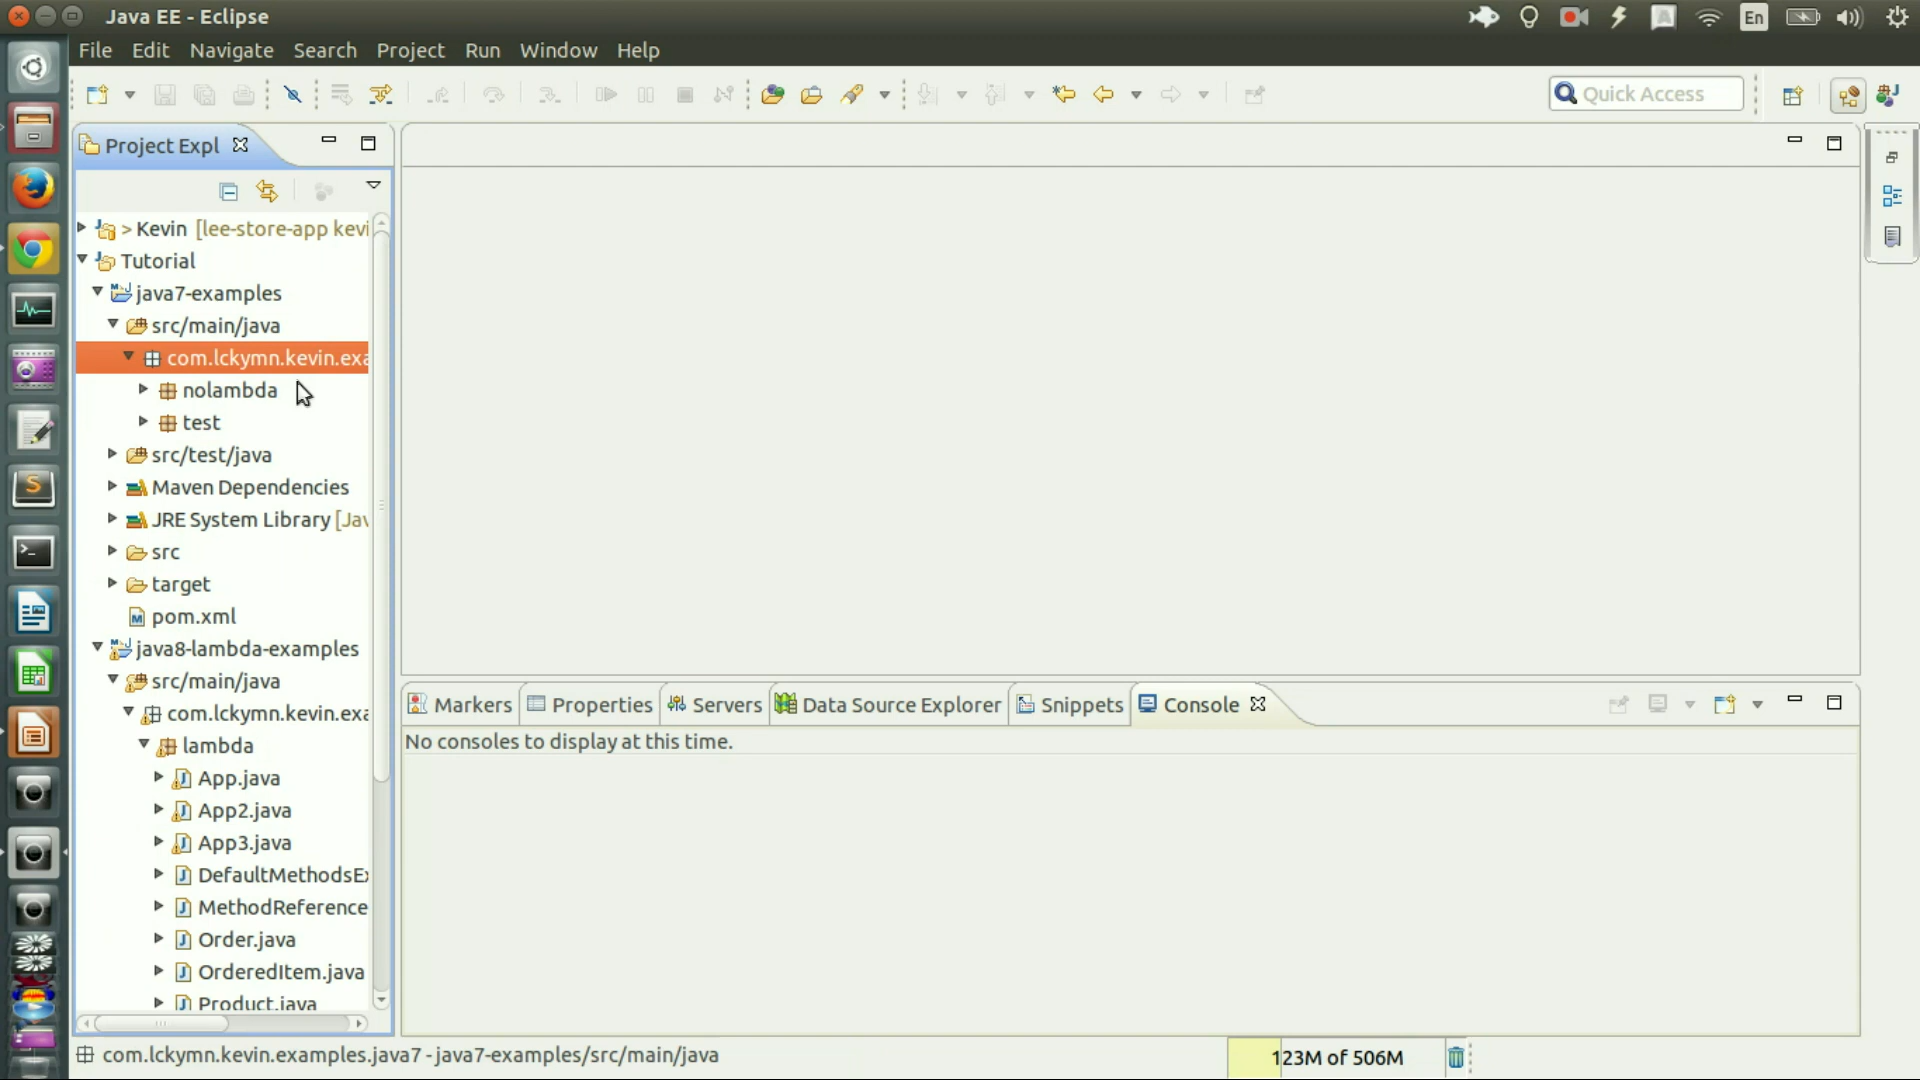 Java EE - Eclipse
En
File Edit Navigate Search Project Run Window Help
Quick Access
Project Expl
> Kevin [lee-store-app kevi
Tutorial
java7-examples
src/main/java
com.lckymn.kevin.exa
nolambda
test
src/test/java
Maven Dependencies
JRE System Library [Jav
src
target
pom.xml
java8-lambda-examples
src/main/java
com.lckymn.kevin.exa
lambda
App.java
App2.java
App3.java
DefaultMethodsEx
MethodReference
Order.java
OrderedItem.java
Product.java
Markers Properties Servers Data Source Explorer Snippets Console
No consoles to display at this time.
com.lckymn.kevin.examples.java7 - java7-examples/src/main/java
123M of 506M